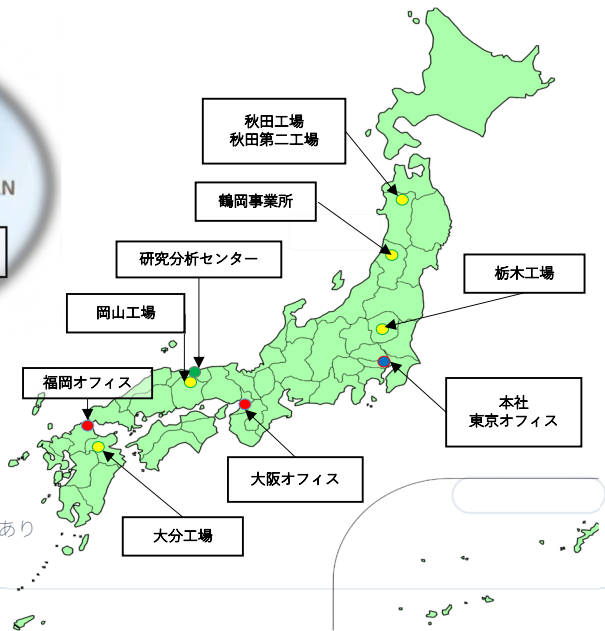 秋田工場
秋田第二工場
AN
鶴岡事業所
研究分析センター
栃木工場
岡山工場
福岡オフィス
本社
東京オフィス
大阪オフィス
あり
大分工場